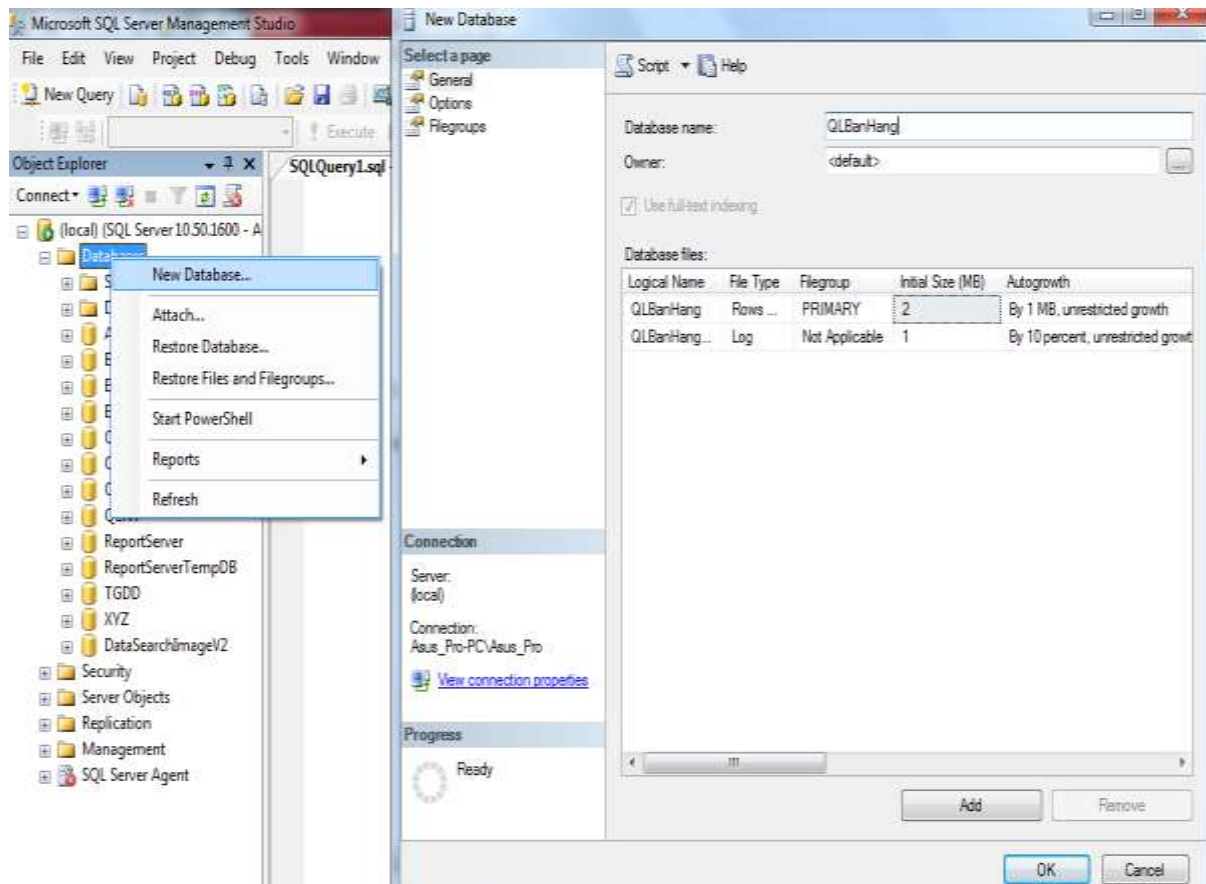 Microsoft SQL Server Management Studio
File Edit View Project Debug Tools Window
New Query
Execute
Object Explorer
SQLQuery1.sql
Connect
(local) (SQL Server 10.50.1600 - A
Databases
New Database...
Attach...
Restore Database...
Restore Files and Filegroups...
Start PowerShell
Reports
Refresh
ReportServer
ReportServerTempDB
TGDD
XYZ
DataSearchImageV2
Security
Server Objects
Replication
Management
SQL Server Agent
New Database
Select a page
General
Options
Filegroups
Connection
Server:
(local)
Connection:
Asus_Pro-PC\Asus_Pro
View connection properties
Progress
Ready
Script Help
Database name: QLBanHang
Owner: <default>
...
Use full-text indexing
Database files:
Logical Name File Type Filegroup Initial Size (MB) Autogrowth
QLBanHang Rows ... PRIMARY 2 By 1 MB, unrestricted growth
QLBanHang... Log Not Applicable 1 By 10 percent, unrestricted growt
Add Remove
OK Cancel